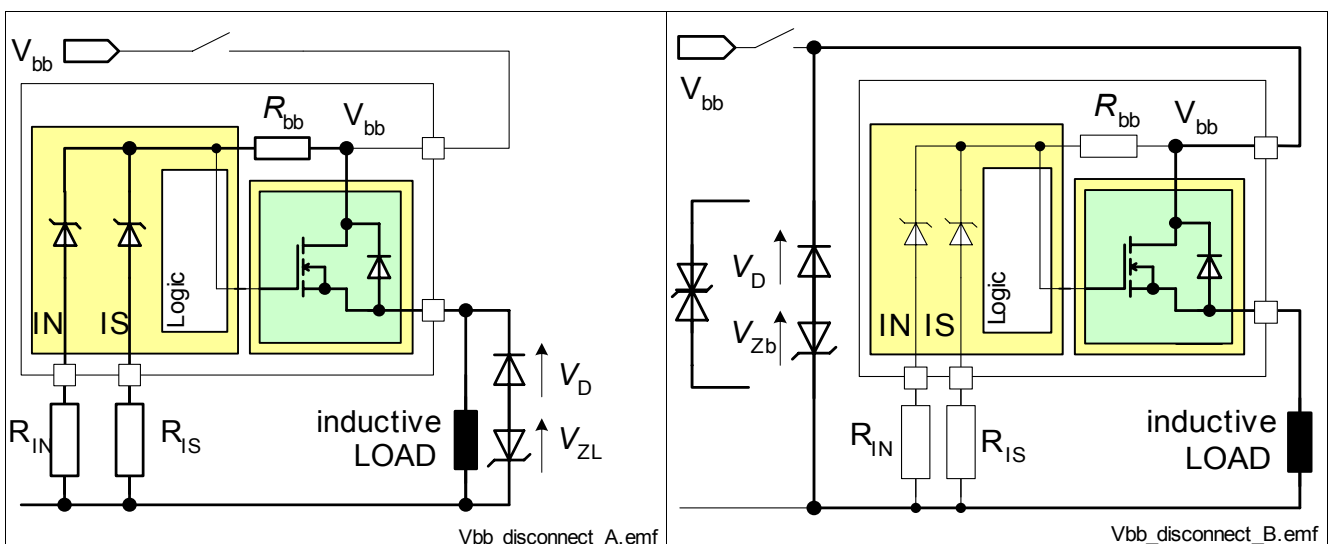 Vbb
Rbb
Vbb
Logic
IN
IS
RIN
RIS
inductive
LOAD
VD
VZL
Vbb_disconnect_A.emf
Vbb
Rbb
Vbb
VD
VZb
Logic
IN
IS
RIN
RIS
inductive
LOAD
Vbb_disconnect_B.emf